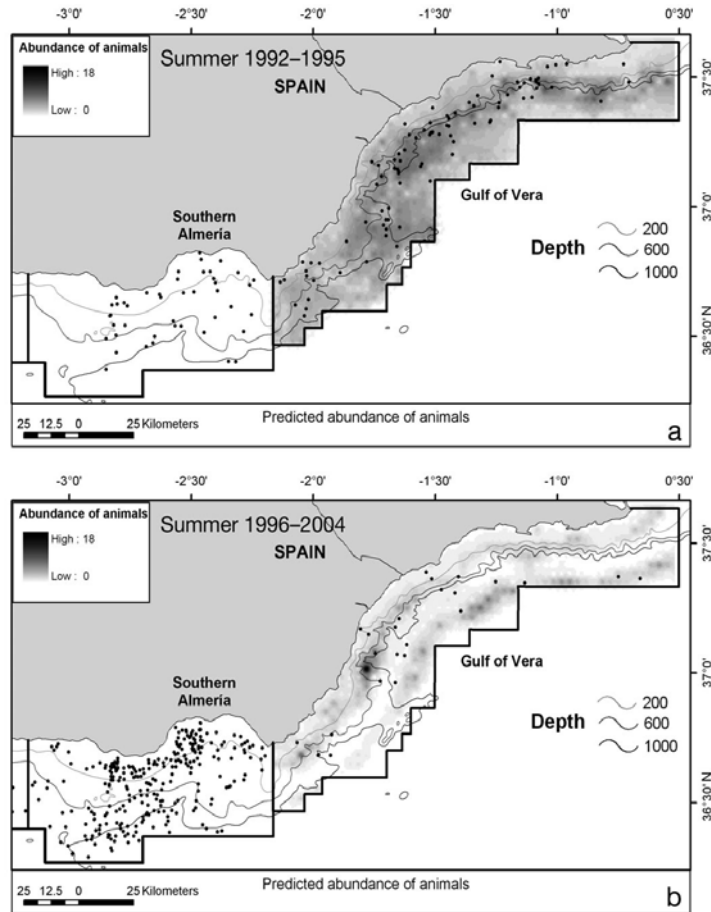 -3°0'
-2°30'
-2°0'
-1°30'
-1°0'
0°30'
Abundance of animals
High : 18
Low : 0
Summer 1992–1995
SPAIN
37°30'
Southern
Almería
Gulf of Vera
37°0'
Depth
200
600
1000
36°30'N
25 12.5 0 25 Kilometers
Predicted abundance of animals
a
-3°0'
-2°30'
-2°0'
-1°30'
-1°0'
0°30'
Abundance of animals
High : 18
Low : 0
Summer 1996–2004
SPAIN
37°30'
Southern
Almería
Gulf of Vera
37°0'
Depth
200
600
1000
36°30'N
25 12.5 0 25 Kilometers
Predicted abundance of animals
b